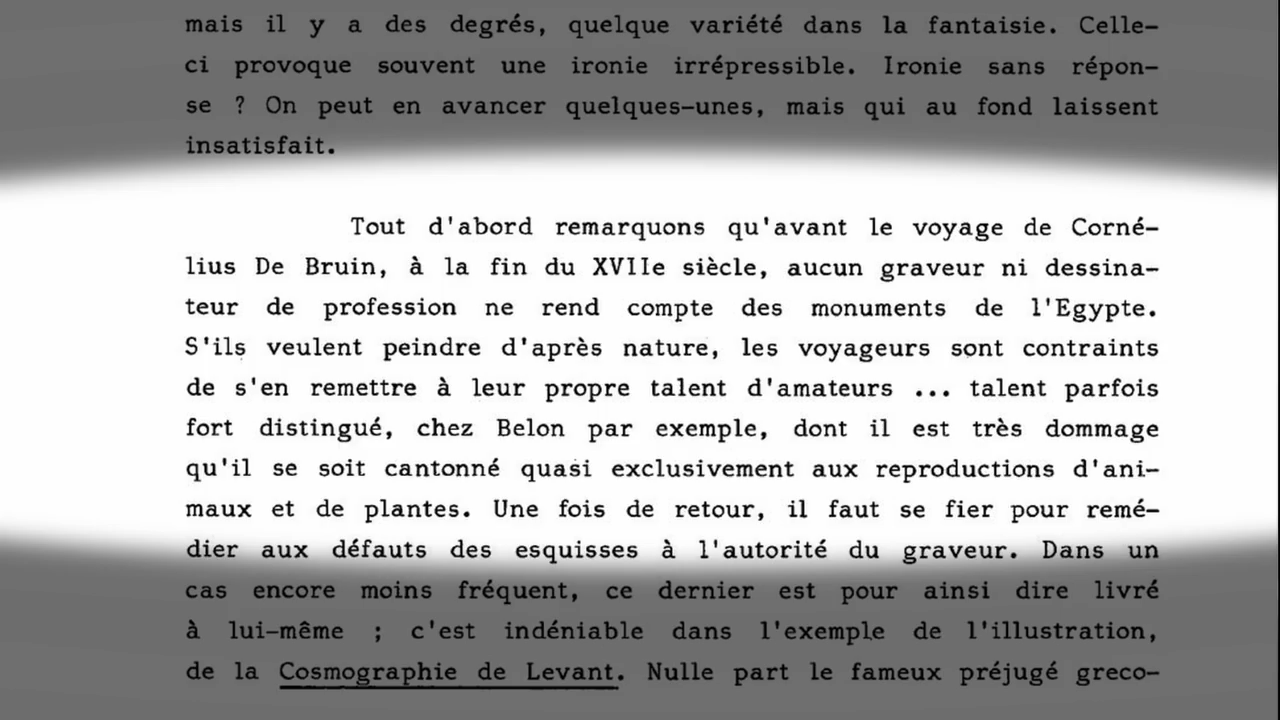 mais il y a des degrés, quelque variété dans la fantaisie. Celle-
ci provoque souvent une ironie irrépressible. Ironie sans répon-
se ? On peut en avancer quelques-unes, mais qui au fond laissent
insatisfait.
Tout d'abord remarquons qu'avant le voyage de Corné-
lius De Bruin, à la fin du XVIIe siècle, aucun graveur ni dessina-
teur de profession ne rend compte des monuments de l'Egypte.
S'ils veulent peindre d'après nature, les voyageurs sont contraints
de s'en remettre à leur propre talent d'amateurs ... talent parfois
fort distingué, chez Belon par exemple, dont il est très dommage
qu'il se soit cantonné quasi exclusivement aux reproductions d'ani-
maux et de plantes. Une fois de retour, il faut se fier pour remé-
dier aux défauts des esquisses à l'autorité du graveur. Dans un
cas encore moins fréquent, ce dernier est pour ainsi dire livré
à lui-même ; c'est indéniable dans l'exemple de l'illustration,
de la Cosmographie de Levant. Nulle part le fameux préjugé greco-